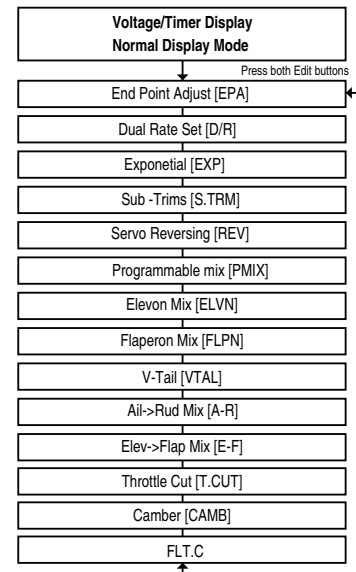 Voltage/Timer Display
Normal Display Mode
Press both Edit buttons
End Point Adjust [EPA]
Dual Rate Set [D/R]
Exponetial [EXP]
Sub -Trims [S.TRM]
Servo Reversing [REV]
Programmable mix [PMIX]
Elevon Mix [ELVN]
Flaperon Mix [FLPN]
V-Tail [VTAL]
Ail->Rud Mix [A-R]
Elev->Flap Mix [E-F]
Throttle Cut [T.CUT]
Camber [CAMB]
FLT.C